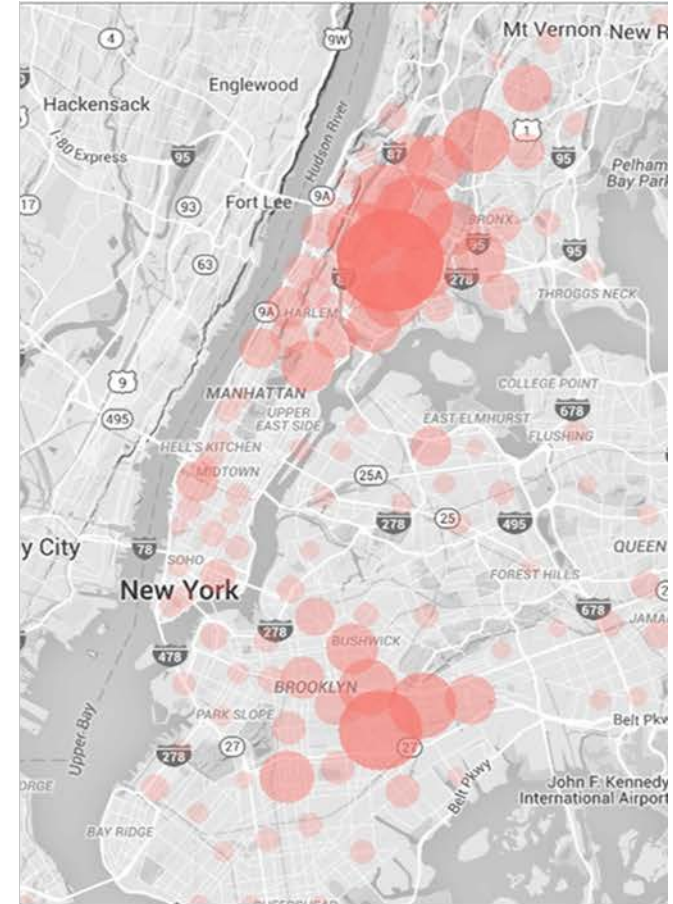 4
9W
Mt Vernon
New R
Englewood
Hackensack
I-80 Express
95
Hudson River
87
1
95
Pelham
Bay Park
17
93
Fort Lee
9A
BRONX
95
63
278
95
THROGGS NECK
9A
HARLEM
9
MANHATTAN
COLLEGE POINT
495
UPPER
EAST SIDE
EAST ELMHURST
678
FLUSHING
HELL'S KITCHEN
MIDTOWN
25A
278
25
495
y City
78
SOHO
QUEEN
FOREST HILLS
New York
678
JAMA
278
BUSHWICK
478
BROOKLYN
PARK SLOPE
Upper Bay
278
27
27
Belt Pkw
Belt Pkwy
John F. Kennedy
International Airport
ORGE
BAY RIDGE